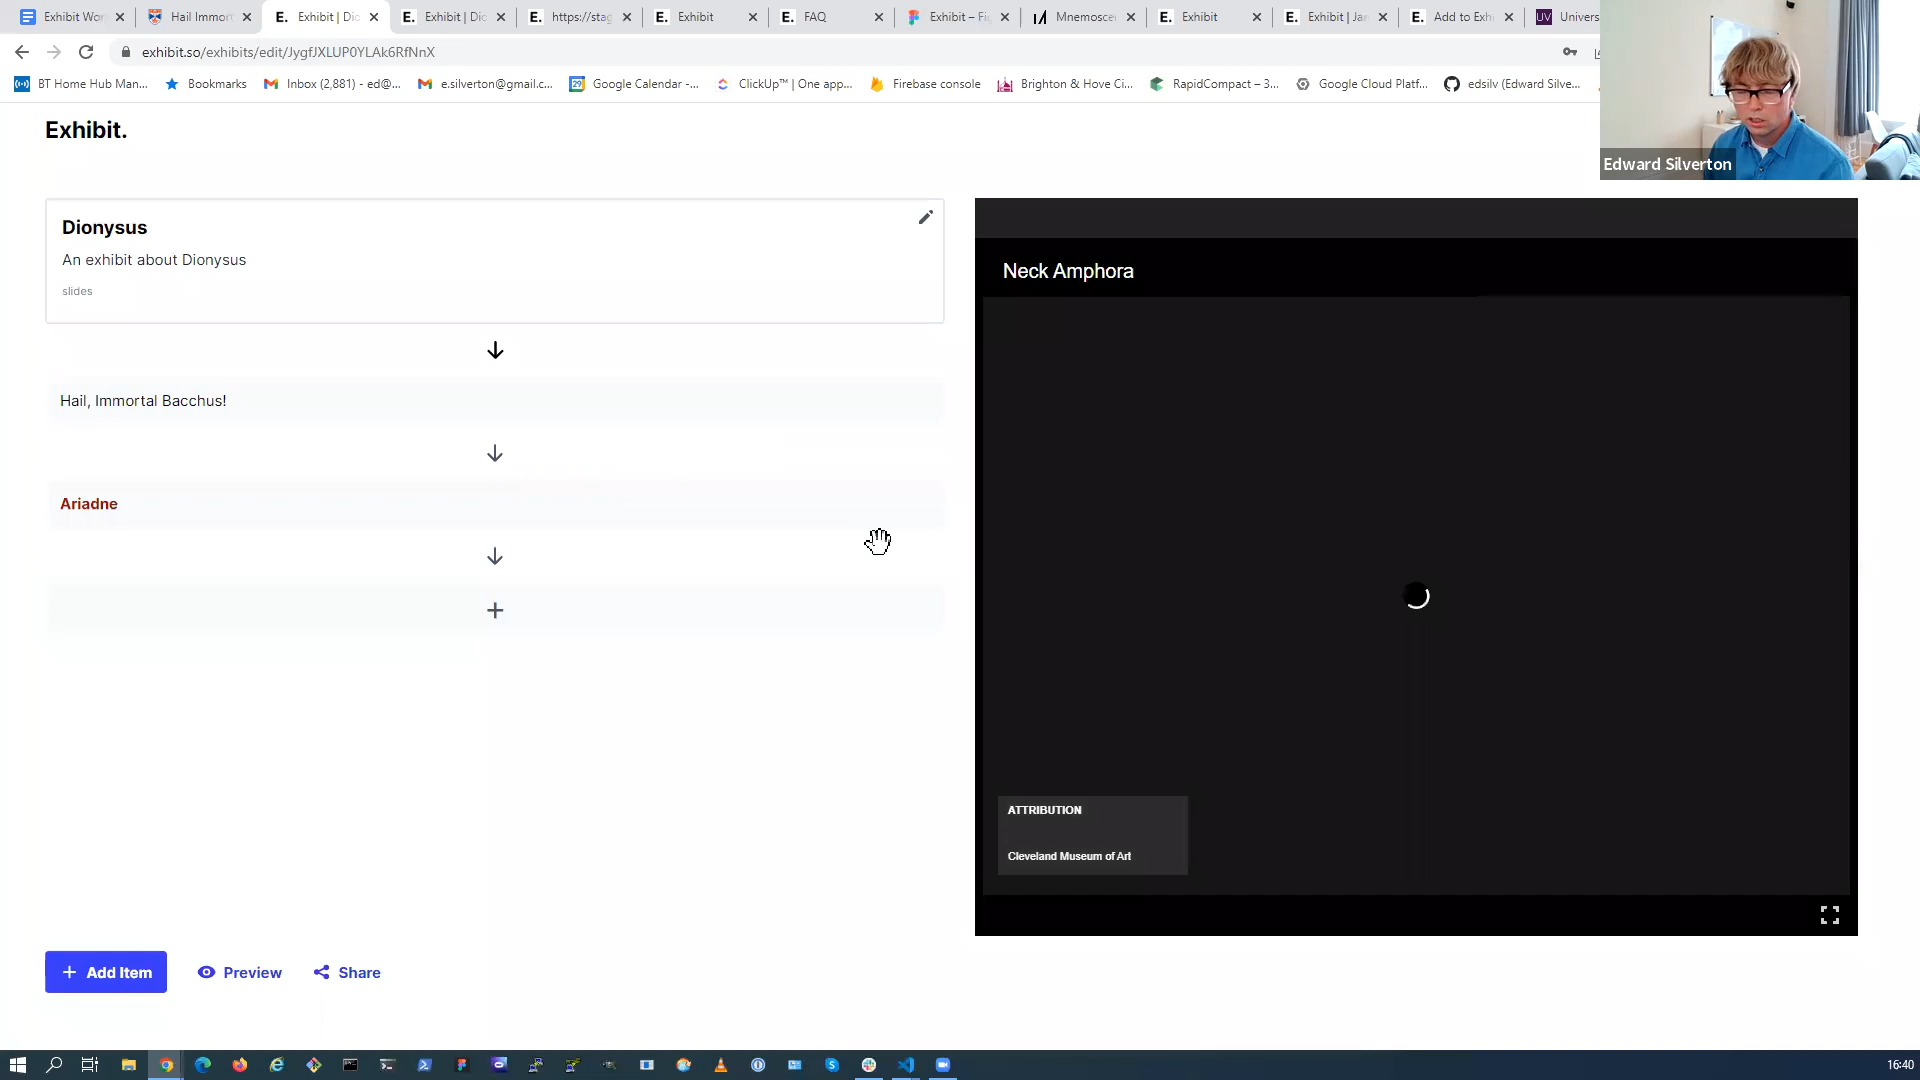 Exhibit Wor
Hail Immort
E. Exhibit | Dic
E. Exhibit | Dic
E. https://stag
E. Exhibit
E. FAQ
Exhibit – Fi
Mnemosce
E. Exhibit
E. Exhibit | Ja
E. Add to Exh
UV Univers
exhibit.so/exhibits/edit/JygfJXLUP0YLAk6RfNnX
BT Home Hub Man...
Bookmarks
Inbox (2,881) - ed@...
e.silverton@gmail.c...
Google Calendar -...
ClickUp™ | One app...
Firebase console
Brighton & Hove Ci...
RapidCompact – 3...
Google Cloud Platf...
edsilv (Edward Silve...
Edward Silverton
Exhibit.
Dionysus
An exhibit about Dionysus
slides
Hail, Immortal Bacchus!
Ariadne
Neck Amphora
ATTRIBUTION
Cleveland Museum of Art
Add Item
Preview
Share
16:40